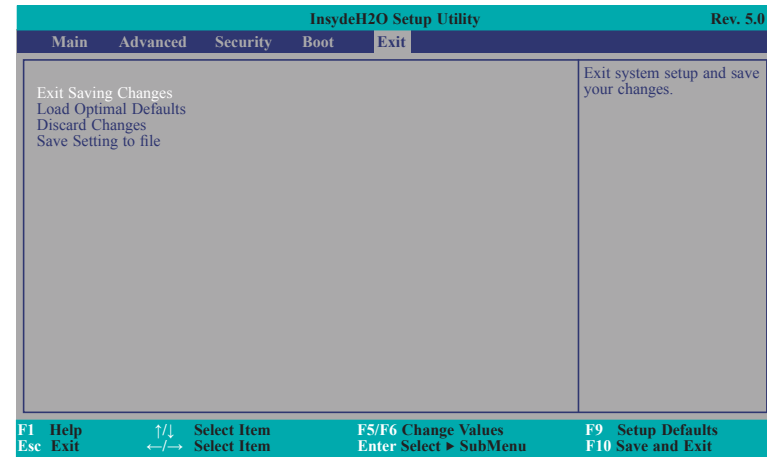 InsydeH2O Setup Utility Rev. 5.0
Main Advanced Security Boot Exit
Exit Saving Changes
Load Optimal Defaults
Discard Changes
Save Setting to file
Exit system setup and save
your changes.
F1 Help ↑/↓ Select Item F5/F6 Change Values F9 Setup Defaults
Esc Exit ←/→ Select Item Enter Select ► SubMenu F10 Save and Exit